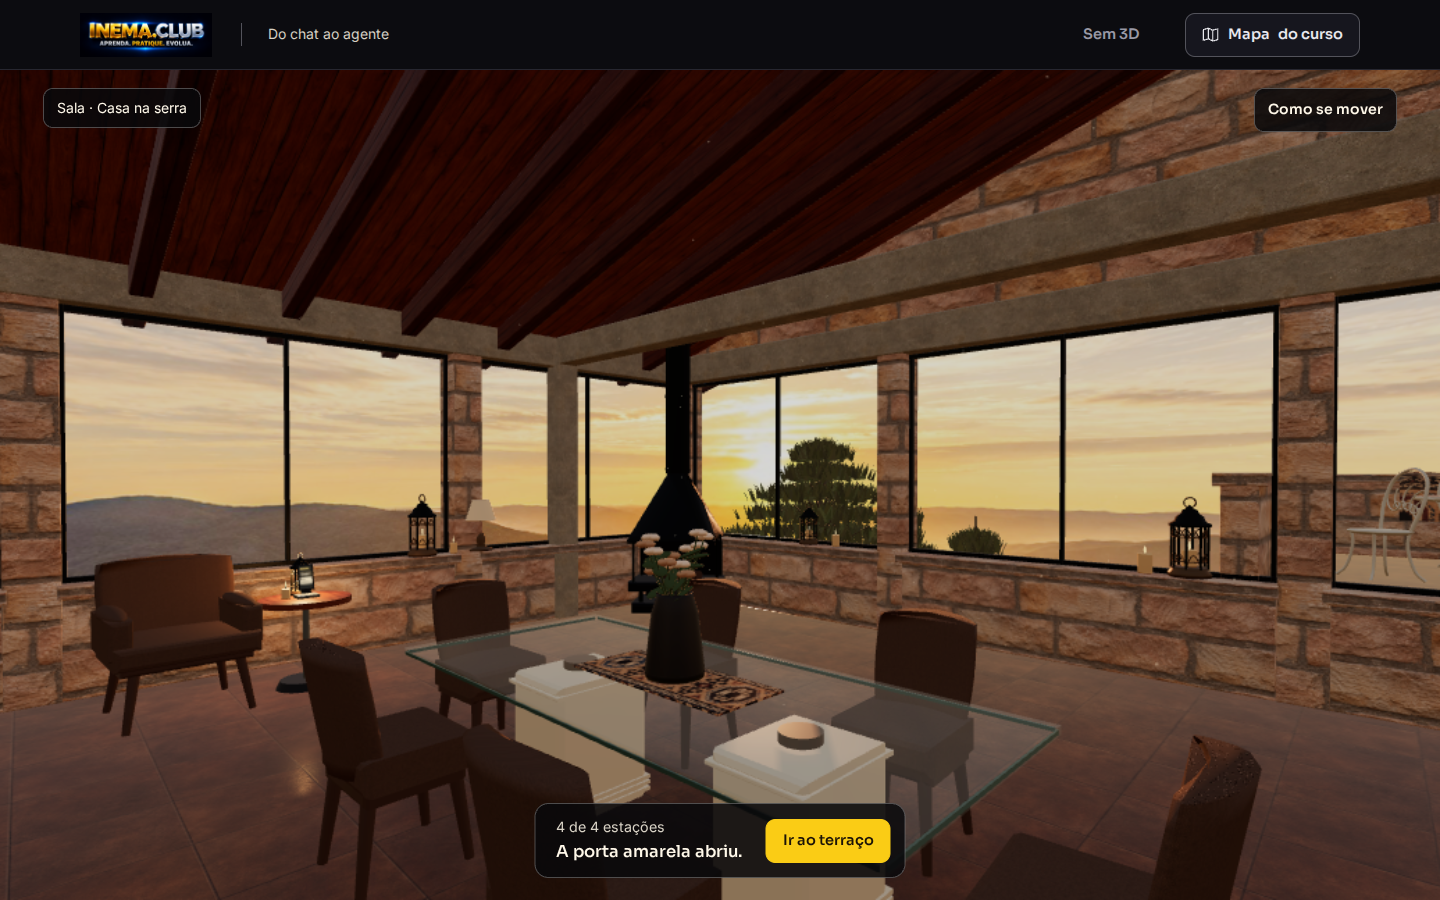 INEMA.CLUB
APRENDA. PRATIQUE. EVOLUA.
Do chat ao agente
Sem 3D
Mapa do curso
Sala · Casa na serra
Como se mover
4 de 4 estações
A porta amarela abriu.
Ir ao terraço